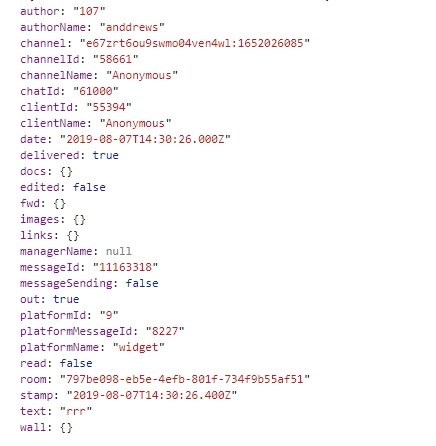 author: "107"
authorName: "anddrews"
channel: "e67zrt6ou9swmo04ven4wl:1652026085"
channelId: "58661"
channelName: "Anonymous"
chatId: "61000"
clientId: "55394"
clientName: "Anonymous"
date: "2019-08-07T14:30:26.000Z"
delivered: true
docs: {}
edited: false
fwd: {}
images: {}
links: {}
managerName: null
messageId: "11163318"
messageSending: false
out: true
platformId: "9"
platformMessageId: "8227"
platformName: "widget"
read: false
room: "797be098-eb5e-4efb-801f-734f9b55af51"
stamp: "2019-08-07T14:30:26.400Z"
text: "rrr"
wall: {}